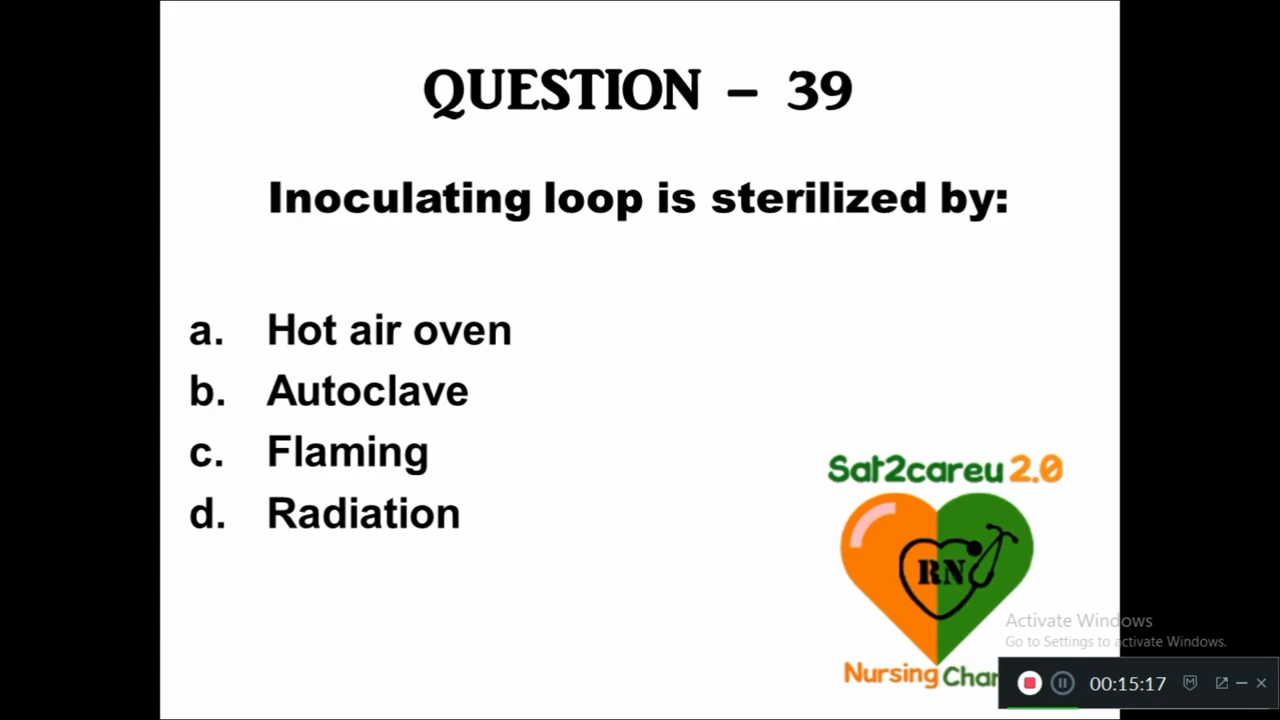 QUESTION – 39
Inoculating loop is sterilized by:
a. Hot air oven
b. Autoclave
c. Flaming
d. Radiation
Sat2careu 2.0
RN
Nursing
Activate Windows
Go to Settings to activate Windows.
00:15:17